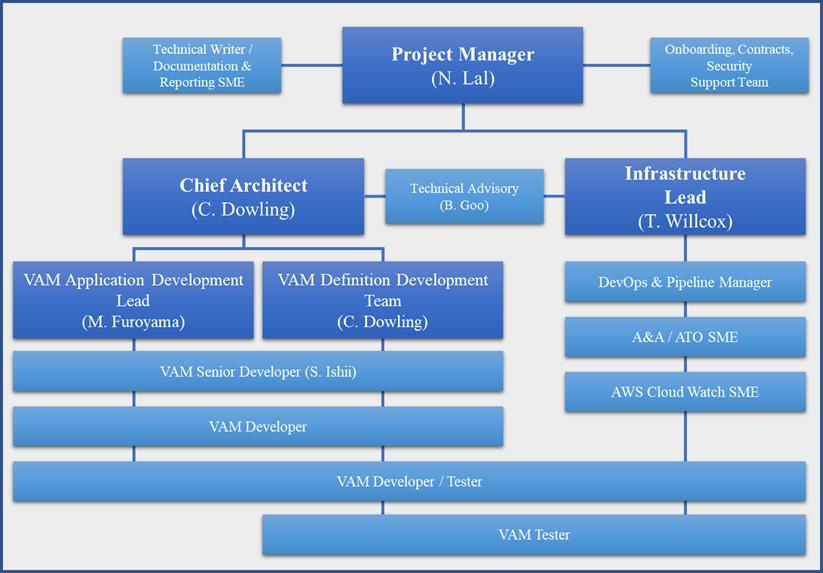 Technical Writer /
Documentation &
Reporting SME
Project Manager
(N. Lal)
Onboarding, Contracts,
Security
Support Team
Chief Architect
(C. Dowling)
Technical Advisory
(B. Goo)
Infrastructure
Lead
(T. Willcox)
VAM Application Development
Lead
(M. Furoyama)
VAM Definition Development
Team
(C. Dowling)
DevOps & Pipeline Manager
A&A / ATO SME
VAM Senior Developer (S. Ishii)
AWS Cloud Watch SME
VAM Developer
VAM Developer / Tester
VAM Tester